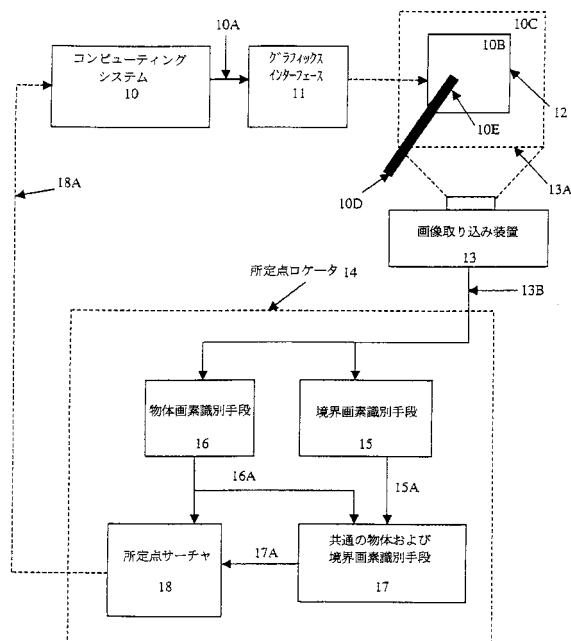 10A
コンピューティング
システム
10
グラフィックス
インターフェース
11
10C
10B
10E
12
10D
13A
18A
画像取り込み装置
13
13B
所定点ロケータ 14
物体画素識別手段
16
境界画素識別手段
15
16A
15A
所定点サーチャ
18
17A
共通の物体および
境界画素識別手段
17